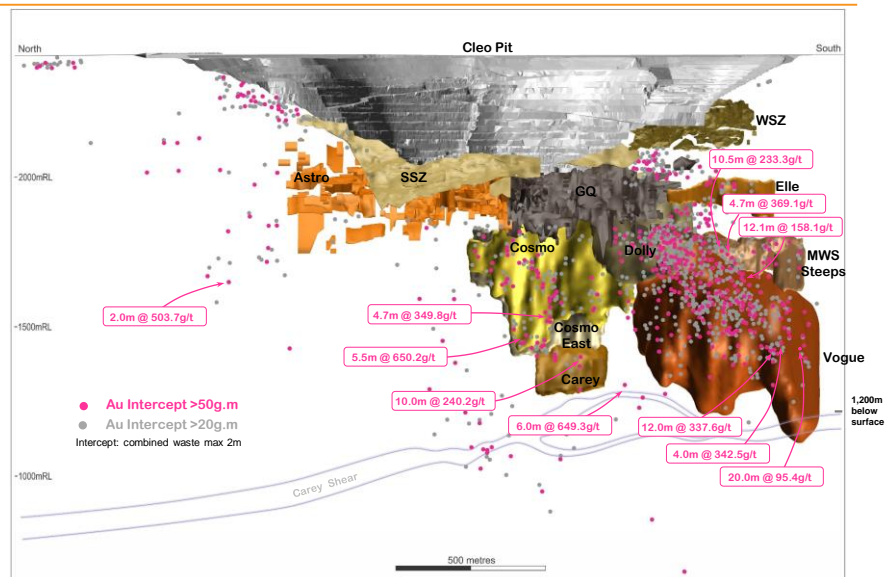 North
Cleo Pit
South
WSZ
10.5m @ 233.3g/t
2000mRL
Astro
SSZ
GQ
Elle
4.7m @ 369.1g/t
12.1m @ 158.1g/t
Cosmo
Dolly
MWS
Steeps
2.0m @ 503.7g/t
4.7m @ 349.8g/t
1500mRL
Cosmo
East
5.5m @ 650.2g/t
Vogue
Carey
10.0m @ 240.2g/t
Au Intercept >50g.m
Au Intercept >20g.m
Intercept: combined waste max 2m
1,200m
below
surface
6.0m @ 649.3g/t
12.0m @ 337.6g/t
4.0m @ 342.5g/t
20.0m @ 95.4g/t
1000mRL
Carey Shear
500 metres